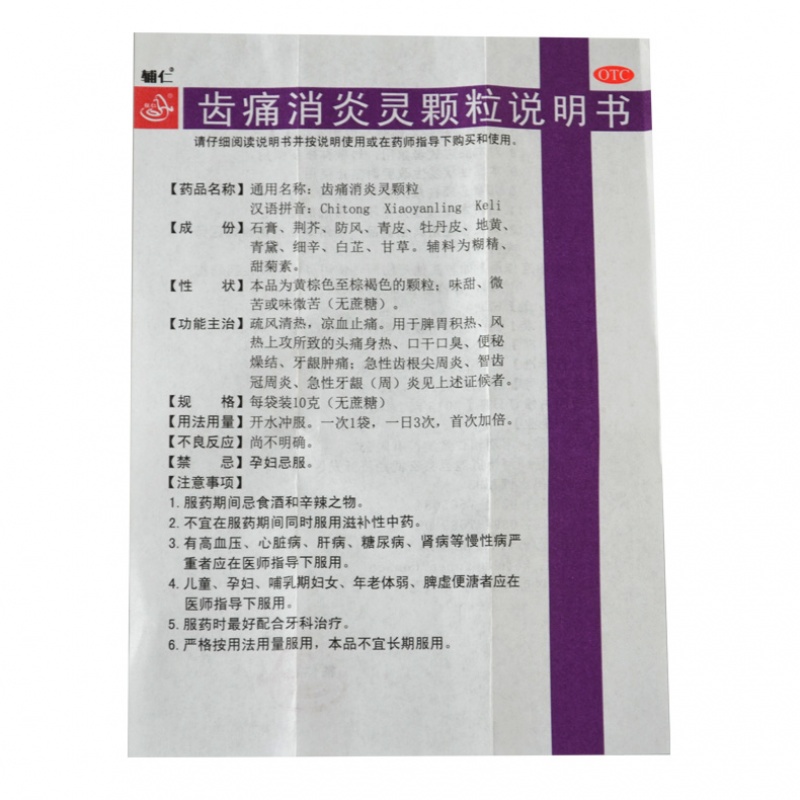 辅仁®
OTC
齿痛消炎灵颗粒说明书
请仔细阅读说明书并按说明使用或在药师指导下购买和使用。
【药品名称】通用名称：齿痛消炎灵颗粒
汉语拼音：Chitong Xiaoyanling Keli
【成 份】石膏、荆芥、防风、青皮、牡丹皮、地黄、
青黛、细辛、白芷、甘草。辅料为糊精、
甜菊素。
【性 状】本品为黄棕色至棕褐色的颗粒；味甜、微
苦或味微苦（无蔗糖）。
【功能主治】疏风清热，凉血止痛。用于脾胃积热、风
热上攻所致的头痛身热、口干口臭、便秘
燥结、牙龈肿痛；急性齿根尖周炎、智齿
冠周炎、急性牙龈（周）炎见上述证候者。
【规 格】每袋装10克（无蔗糖）
【用法用量】开水冲服。一次1袋，一日3次，首次加倍。
【不良反应】尚不明确。
【禁 忌】孕妇忌服。
【注意事项】
1. 服药期间忌食酒和辛辣之物。
2. 不宜在服药期间同时服用滋补性中药。
3. 有高血压、心脏病、肝病、糖尿病、肾病等慢性病严
重者应在医师指导下服用。
4. 儿童、孕妇、哺乳期妇女、年老体弱、脾虚便溏者应在
医师指导下服用。
5. 服药时最好配合牙科治疗。
6. 严格按用法用量服用，本品不宜长期服用。